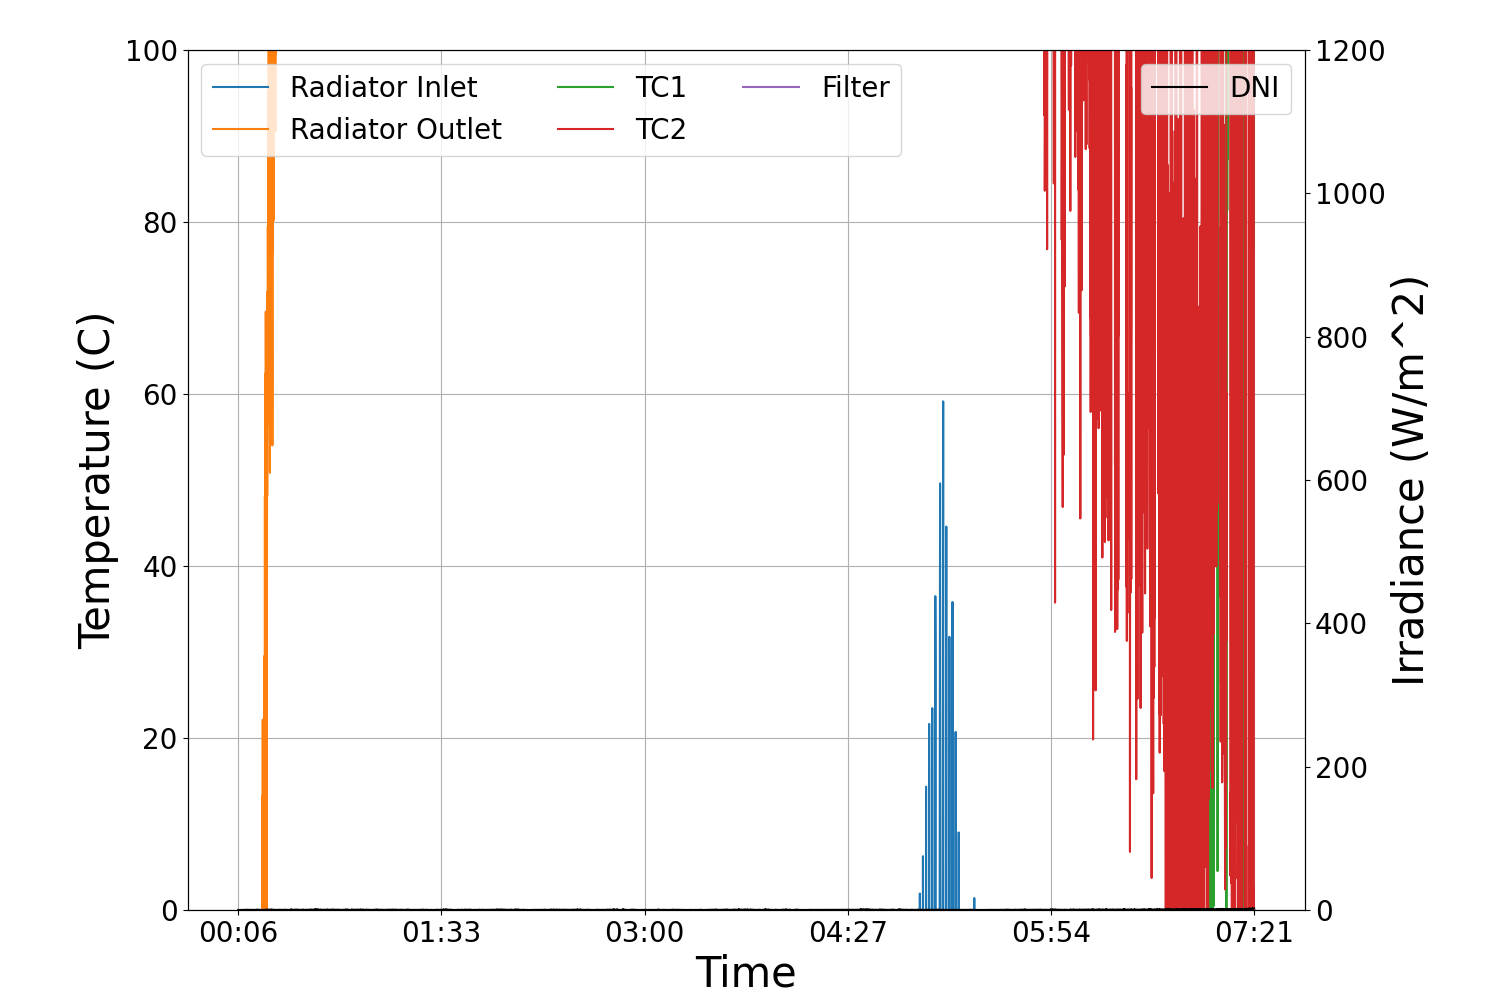 100
80
60
40
20
0
Temperature (C)
Radiator Inlet
Radiator Outlet
TC1
TC2
Filter
DNI
1200
1000
800
600
400
200
0
Irradiance (W/m^2)
00:06 01:33 03:00 04:27 05:54 07:21
Time